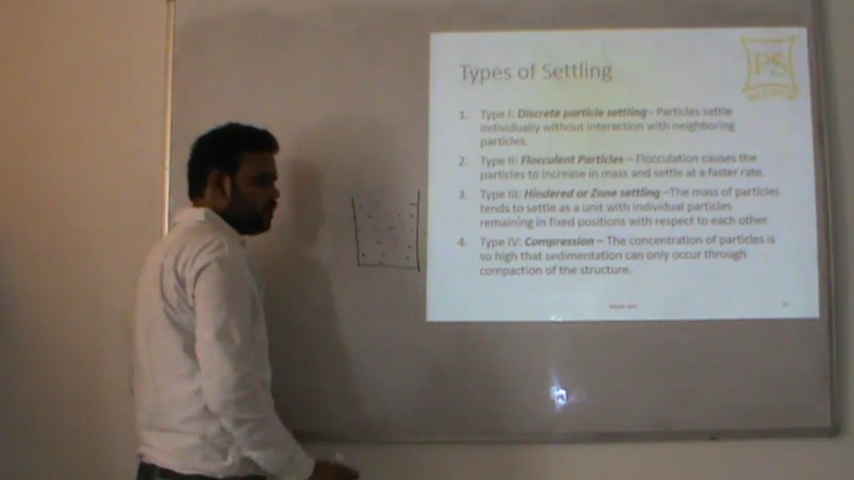 Types of Settling
PS
1. Type I: Discrete particle settling - Particles settle
individually without interaction with neighboring
particles.
2. Type II: Flocculent Particles – Flocculation causes the
particles to increase in mass and settle at a faster rate.
3. Type III: Hindered or Zone settling –The mass of particles
tends to settle as a unit with individual particles
remaining in fixed positions with respect to each other.
4. Type IV: Compression – The concentration of particles is
so high that sedimentation can only occur through
compaction of the structure.